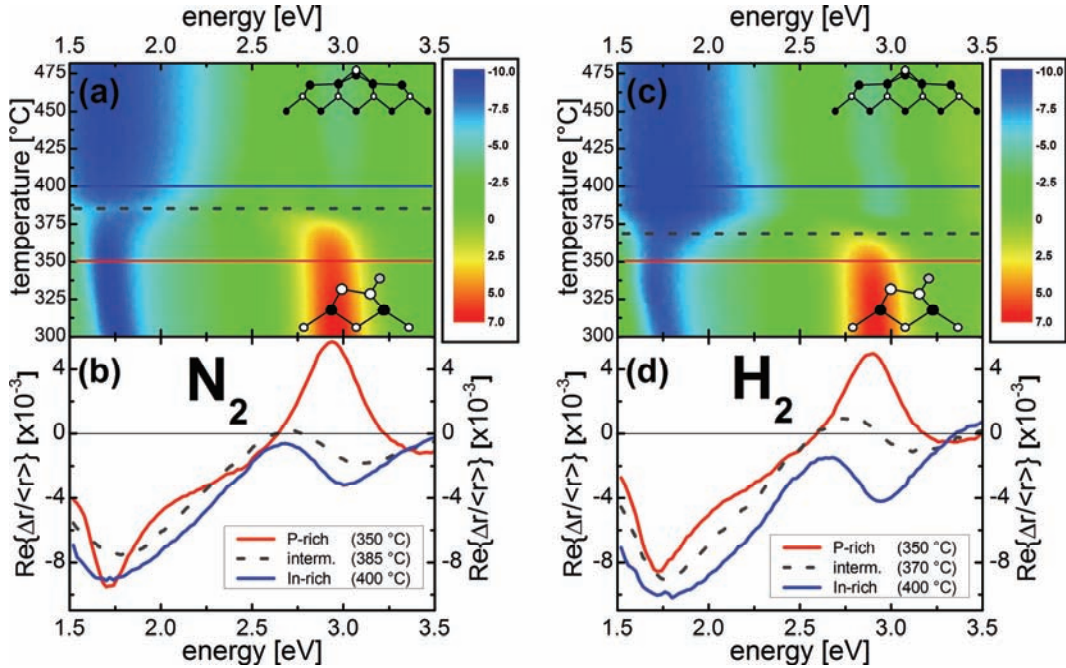 energy [eV]
1.5 2.0 2.5 3.0 3.5
energy [eV]
1.5 2.0 2.5 3.0 3.5
temperature [°C]
475
450
425
400
375
350
325
300
(a)
-10.0
-7.5
-5.0
-2.5
0
2.5
5.0
7.0
temperature [°C]
475
450
425
400
375
350
325
300
(c)
-10.0
-7.5
-5.0
-2.5
0
2.5
5.0
7.0
Re{Δr/<r>} [x10⁻³]
4
0
-4
-8
(b)
N₂
P-rich (350 °C)
interm. (385 °C)
In-rich (400 °C)
4
0
-4
-8
Re{Δr/<r>} [x10⁻³]
Re{Δr/<r>} [x10⁻³]
4
0
-4
-8
(d)
H₂
P-rich (350 °C)
interm. (370 °C)
In-rich (400 °C)
1.5 2.0 2.5 3.0 3.5
energy [eV]
1.5 2.0 2.5 3.0 3.5
energy [eV]